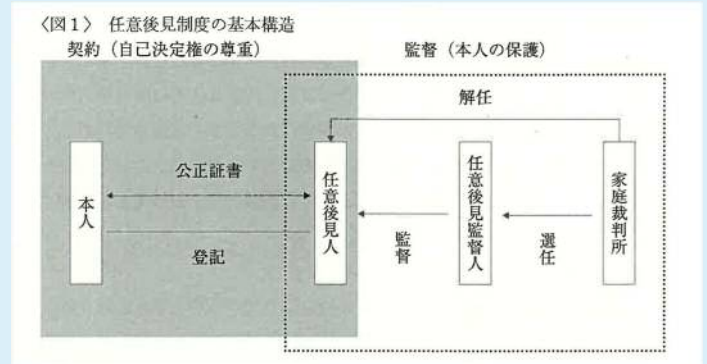 〈図1〉 任意後見制度の基本構造
契約（自己決定権の尊重）
監督（本人の保護）
解任
本人
公正証書
登記
任意後見人
監督
任意後見監督人
選任
家庭裁判所